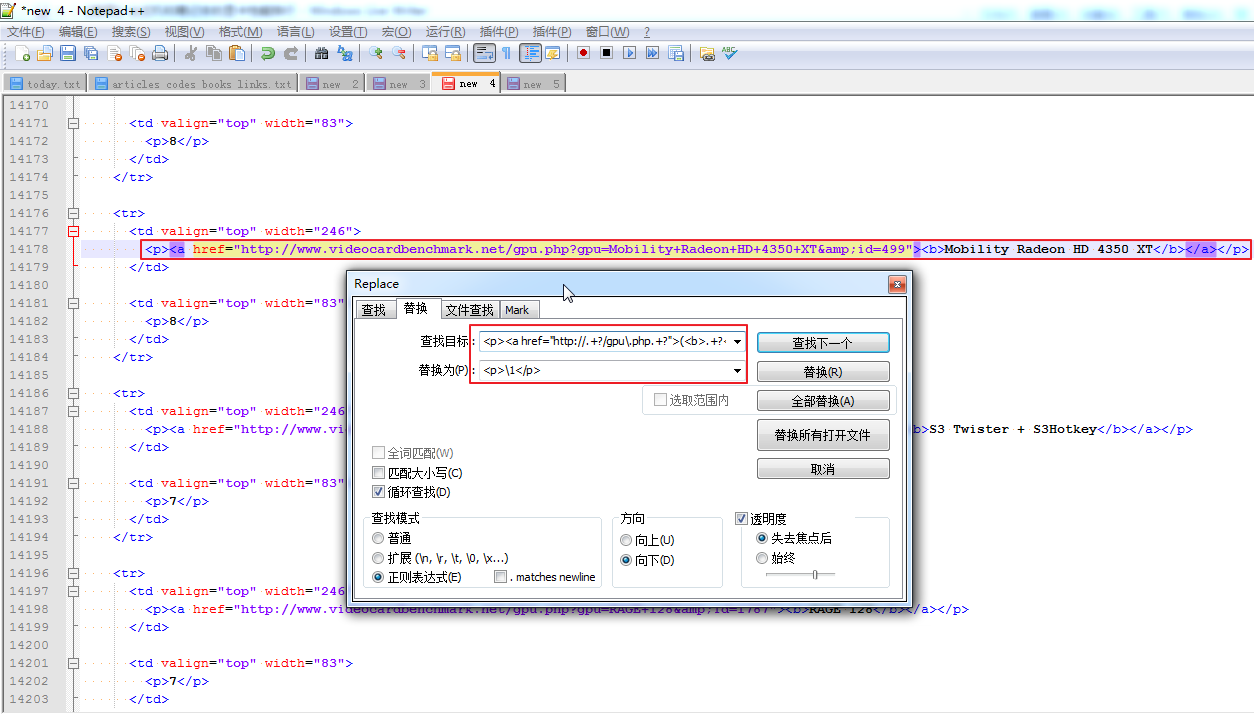 *new 4 - Notepad++
文件(F) 编辑(E) 搜索(S) 视图(V) 格式(M) 语言(L) 设置(T) 宏(O) 运行(R) 插件(P) 插件(P) 窗口(W) ?
today.txt articles codes books links.txt new 2 new 3 new 4 new 5
14170
14171 <td valign="top" width="83">
14172 <p>8</p>
14173 </td>
14174 </tr>
14175
14176 <tr>
14177 <td valign="top" width="246">
14178 <p><a href="http://www.videocardbenchmark.net/gpu.php?gpu=Mobility+Radeon+HD+4350+XT&amp;id=499"><b>Mobility Radeon HD 4350 XT</b></a></p>
14179 </td>
14180
14181 <td valign="top" width="83"
14182 <p>8</p>
14183 </td>
14184 </tr>
14185
14186 <tr>
14187 <td valign="top" width="246
14188 <p><a href="http://www.vi b>S3 Twister + S3Hotkey</b></a></p>
14189 </td>
14190
14191 <td valign="top" width="83"
14192 <p>7</p>
14193 </td>
14194 </tr>
14195
14196 <tr>
14197 <td valign="top" width="246
14198 <p><a href="http://www.videocardbenchmark.net/gpu.php?gpu=RAGE+128&amp;id=1787"><b>RAGE 128</b></a></p>
14199 </td>
14200
14201 <td valign="top" width="83">
14202 <p>7</p>
14203 </td>
Replace
查找 替换 文件查找 Mark
查找目标: <p><a href="http://.+?/gpu\.php.+?">(<b>.+?< 查找下一个
替换为(P): <p>\1</p> 替换(R)
选取范围内 全部替换(A)
替换所有打开文件
全词匹配(W) 取消
匹配大小写(C)
循环查找(D)
查找模式 方向 透明度
普通 向上(U) 失去焦点后
扩展 (\n, \r, \t, \0, \x...) 向下(D) 始终
正则表达式(E) . matches newline